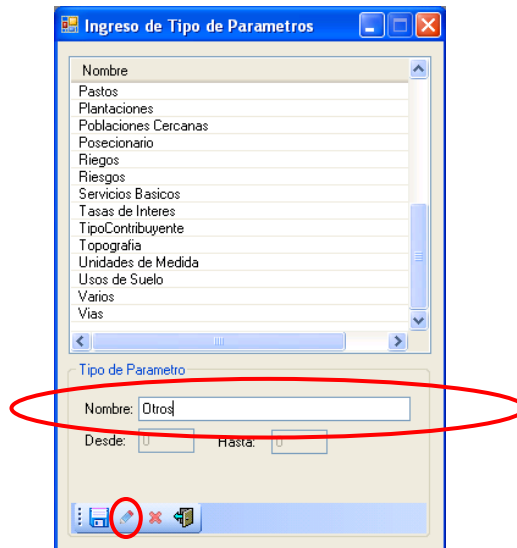 Ingreso de Tipo de Parametros
Nombre
Pastos
Plantaciones
Poblaciones Cercanas
Posecionario
Riegos
Riesgos
Servicios Basicos
Tasas de Interes
TipoContribuyente
Topografia
Unidades de Medida
Usos de Suelo
Varios
Vias
Tipo de Parametro
Nombre: Otros
Desde: 0 Hasta: 0